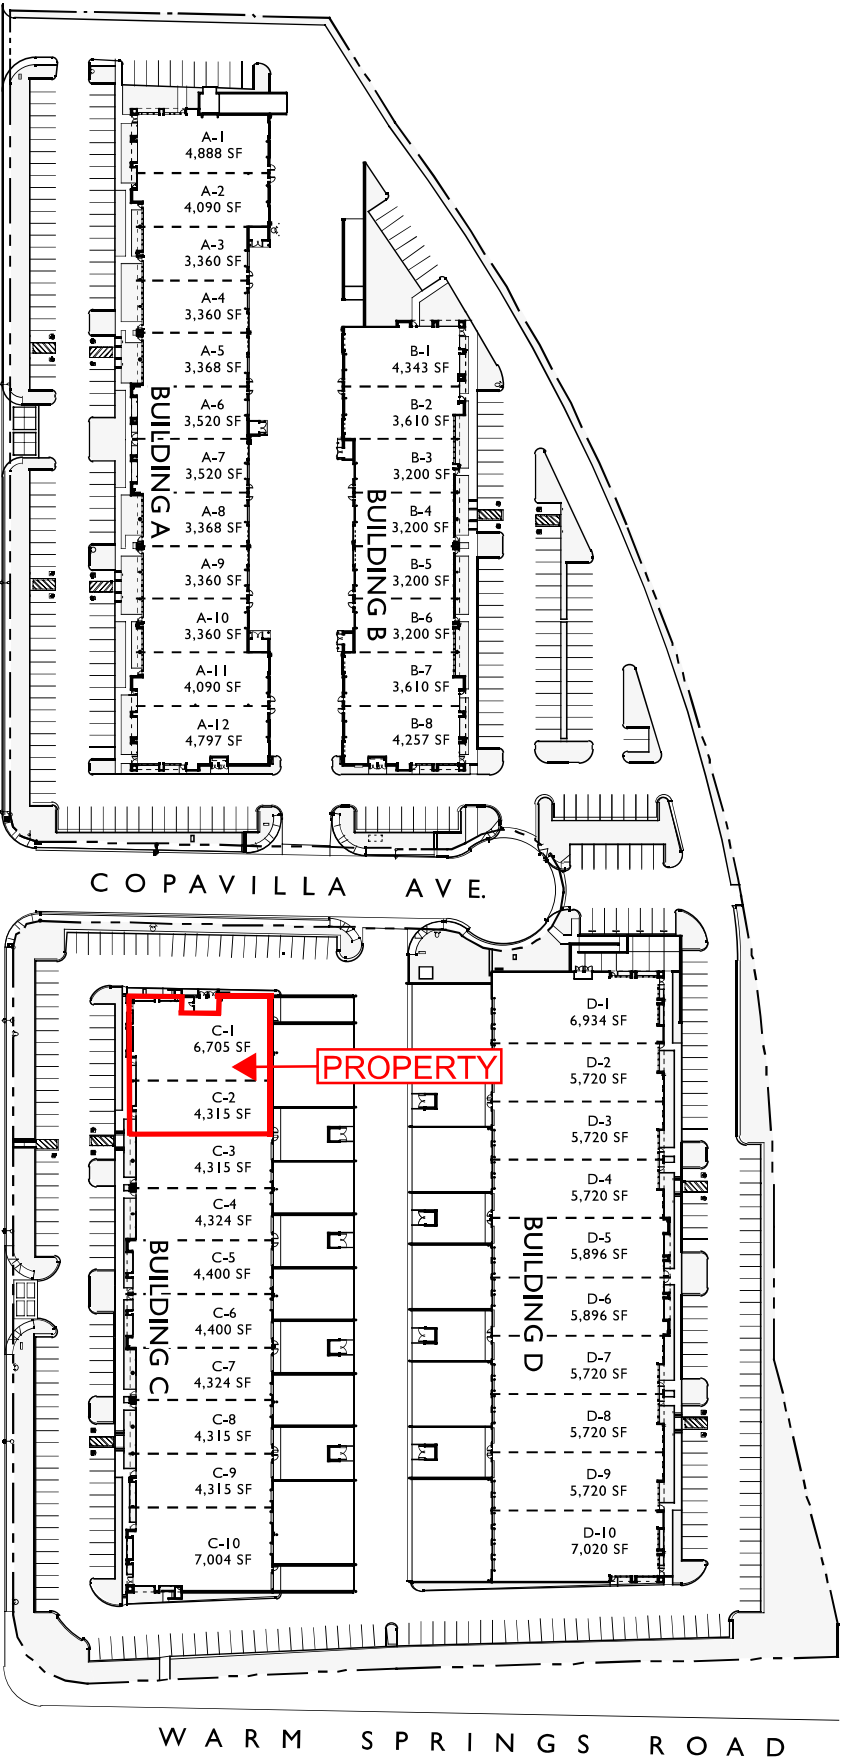 A-1
4,888 SF
A-2
4,090 SF
A-3
3,360 SF
A-4
3,360 SF
A-5
3,368 SF
A-6
3,520 SF
A-7
3,520 SF
A-8
3,368 SF
A-9
3,360 SF
A-10
3,360 SF
A-11
4,090 SF
A-12
4,797 SF
BUILDING A
B-1
4,343 SF
B-2
3,610 SF
B-3
3,200 SF
B-4
3,200 SF
B-5
3,200 SF
B-6
3,200 SF
B-7
3,610 SF
B-8
4,257 SF
BUILDING B
COPAVILLA AVE.
C-1
6,705 SF
PROPERTY
C-2
4,315 SF
C-3
4,315 SF
C-4
4,324 SF
C-5
4,400 SF
C-6
4,400 SF
C-7
4,324 SF
C-8
4,315 SF
C-9
4,315 SF
C-10
7,004 SF
BUILDING C
D-1
6,934 SF
D-2
5,720 SF
D-3
5,720 SF
D-4
5,720 SF
D-5
5,896 SF
D-6
5,896 SF
D-7
5,720 SF
D-8
5,720 SF
D-9
5,720 SF
D-10
7,020 SF
BUILDING D
WARM SPRINGS ROAD